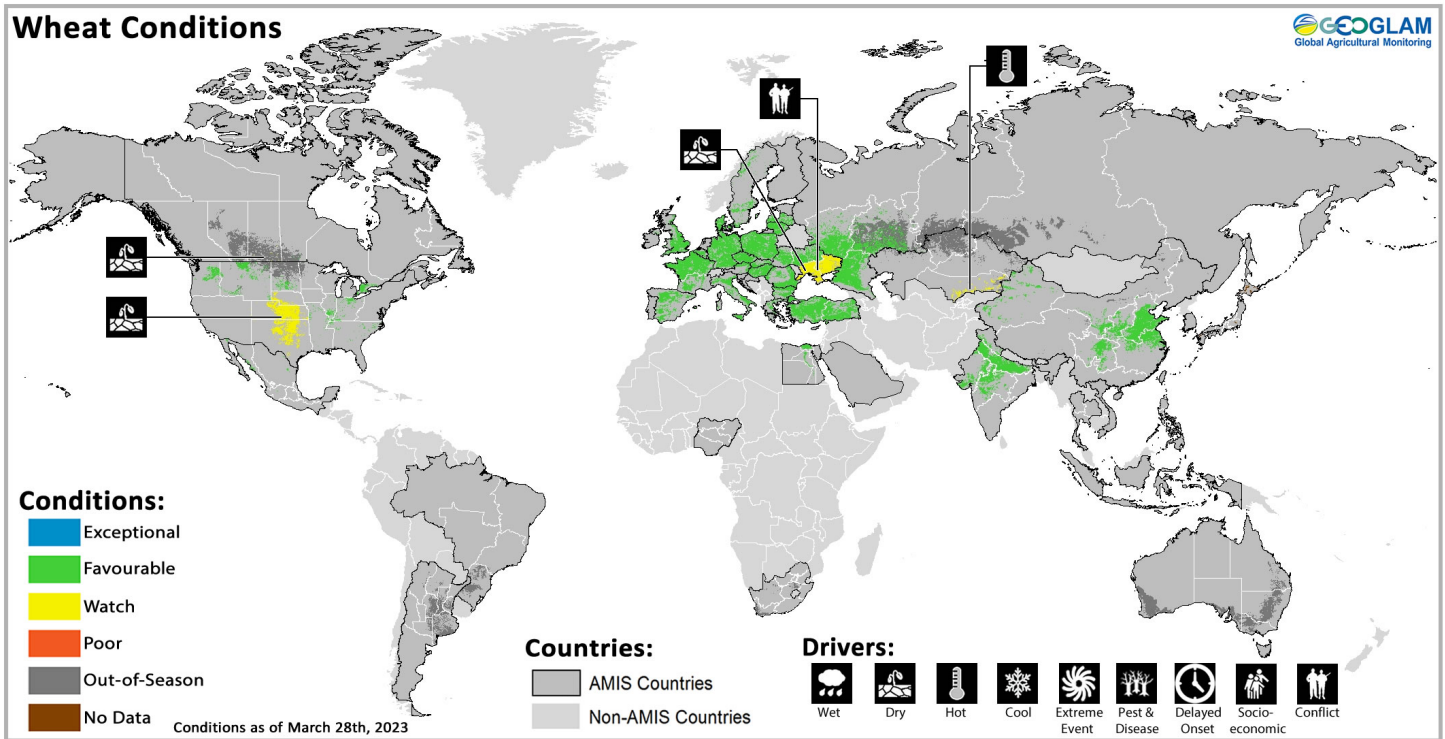 Wheat Conditions
GEOGLAM
Global Agricultural Monitoring
Conditions:
Exceptional
Favourable
Watch
Poor
Out-of-Season
No Data
Conditions as of March 28th, 2023
Countries:
AMIS Countries
Non-AMIS Countries
Drivers:
Wet
Dry
Hot
Cool
Extreme
Event
Pest &
Disease
Delayed
Onset
Socio-
economic
Conflict